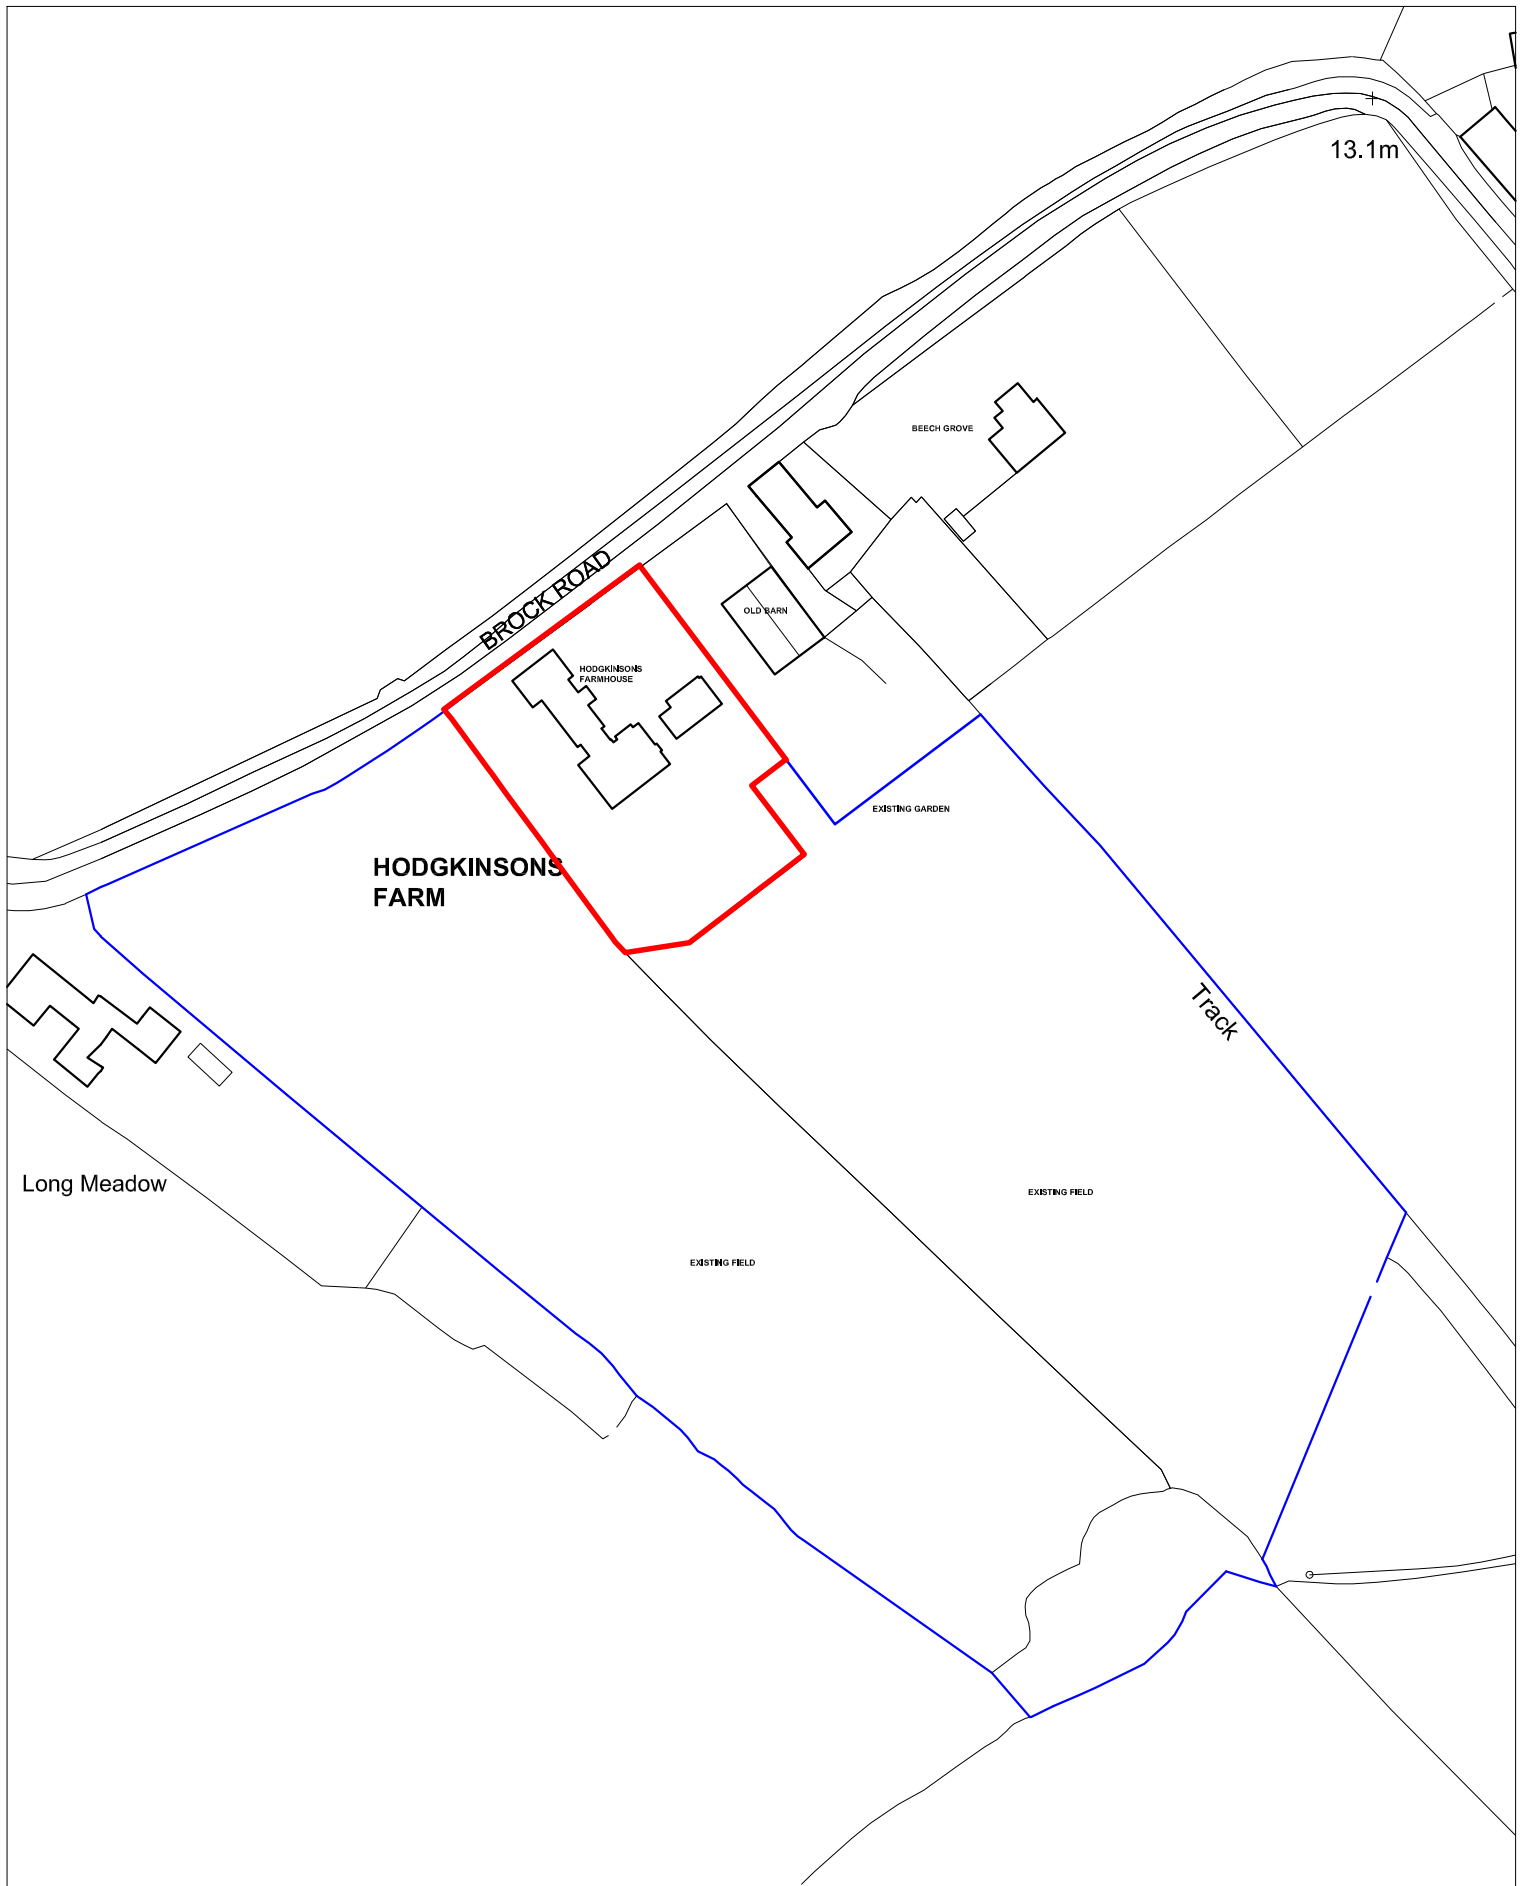 13.1m
BEECH GROVE
BROCK ROAD
OLD BARN
HODGKINSONS
FARMHOUSE
EXISTING GARDEN
HODGKINSONS
FARM
Track
Long Meadow
EXISTING FIELD
EXISTING FIELD